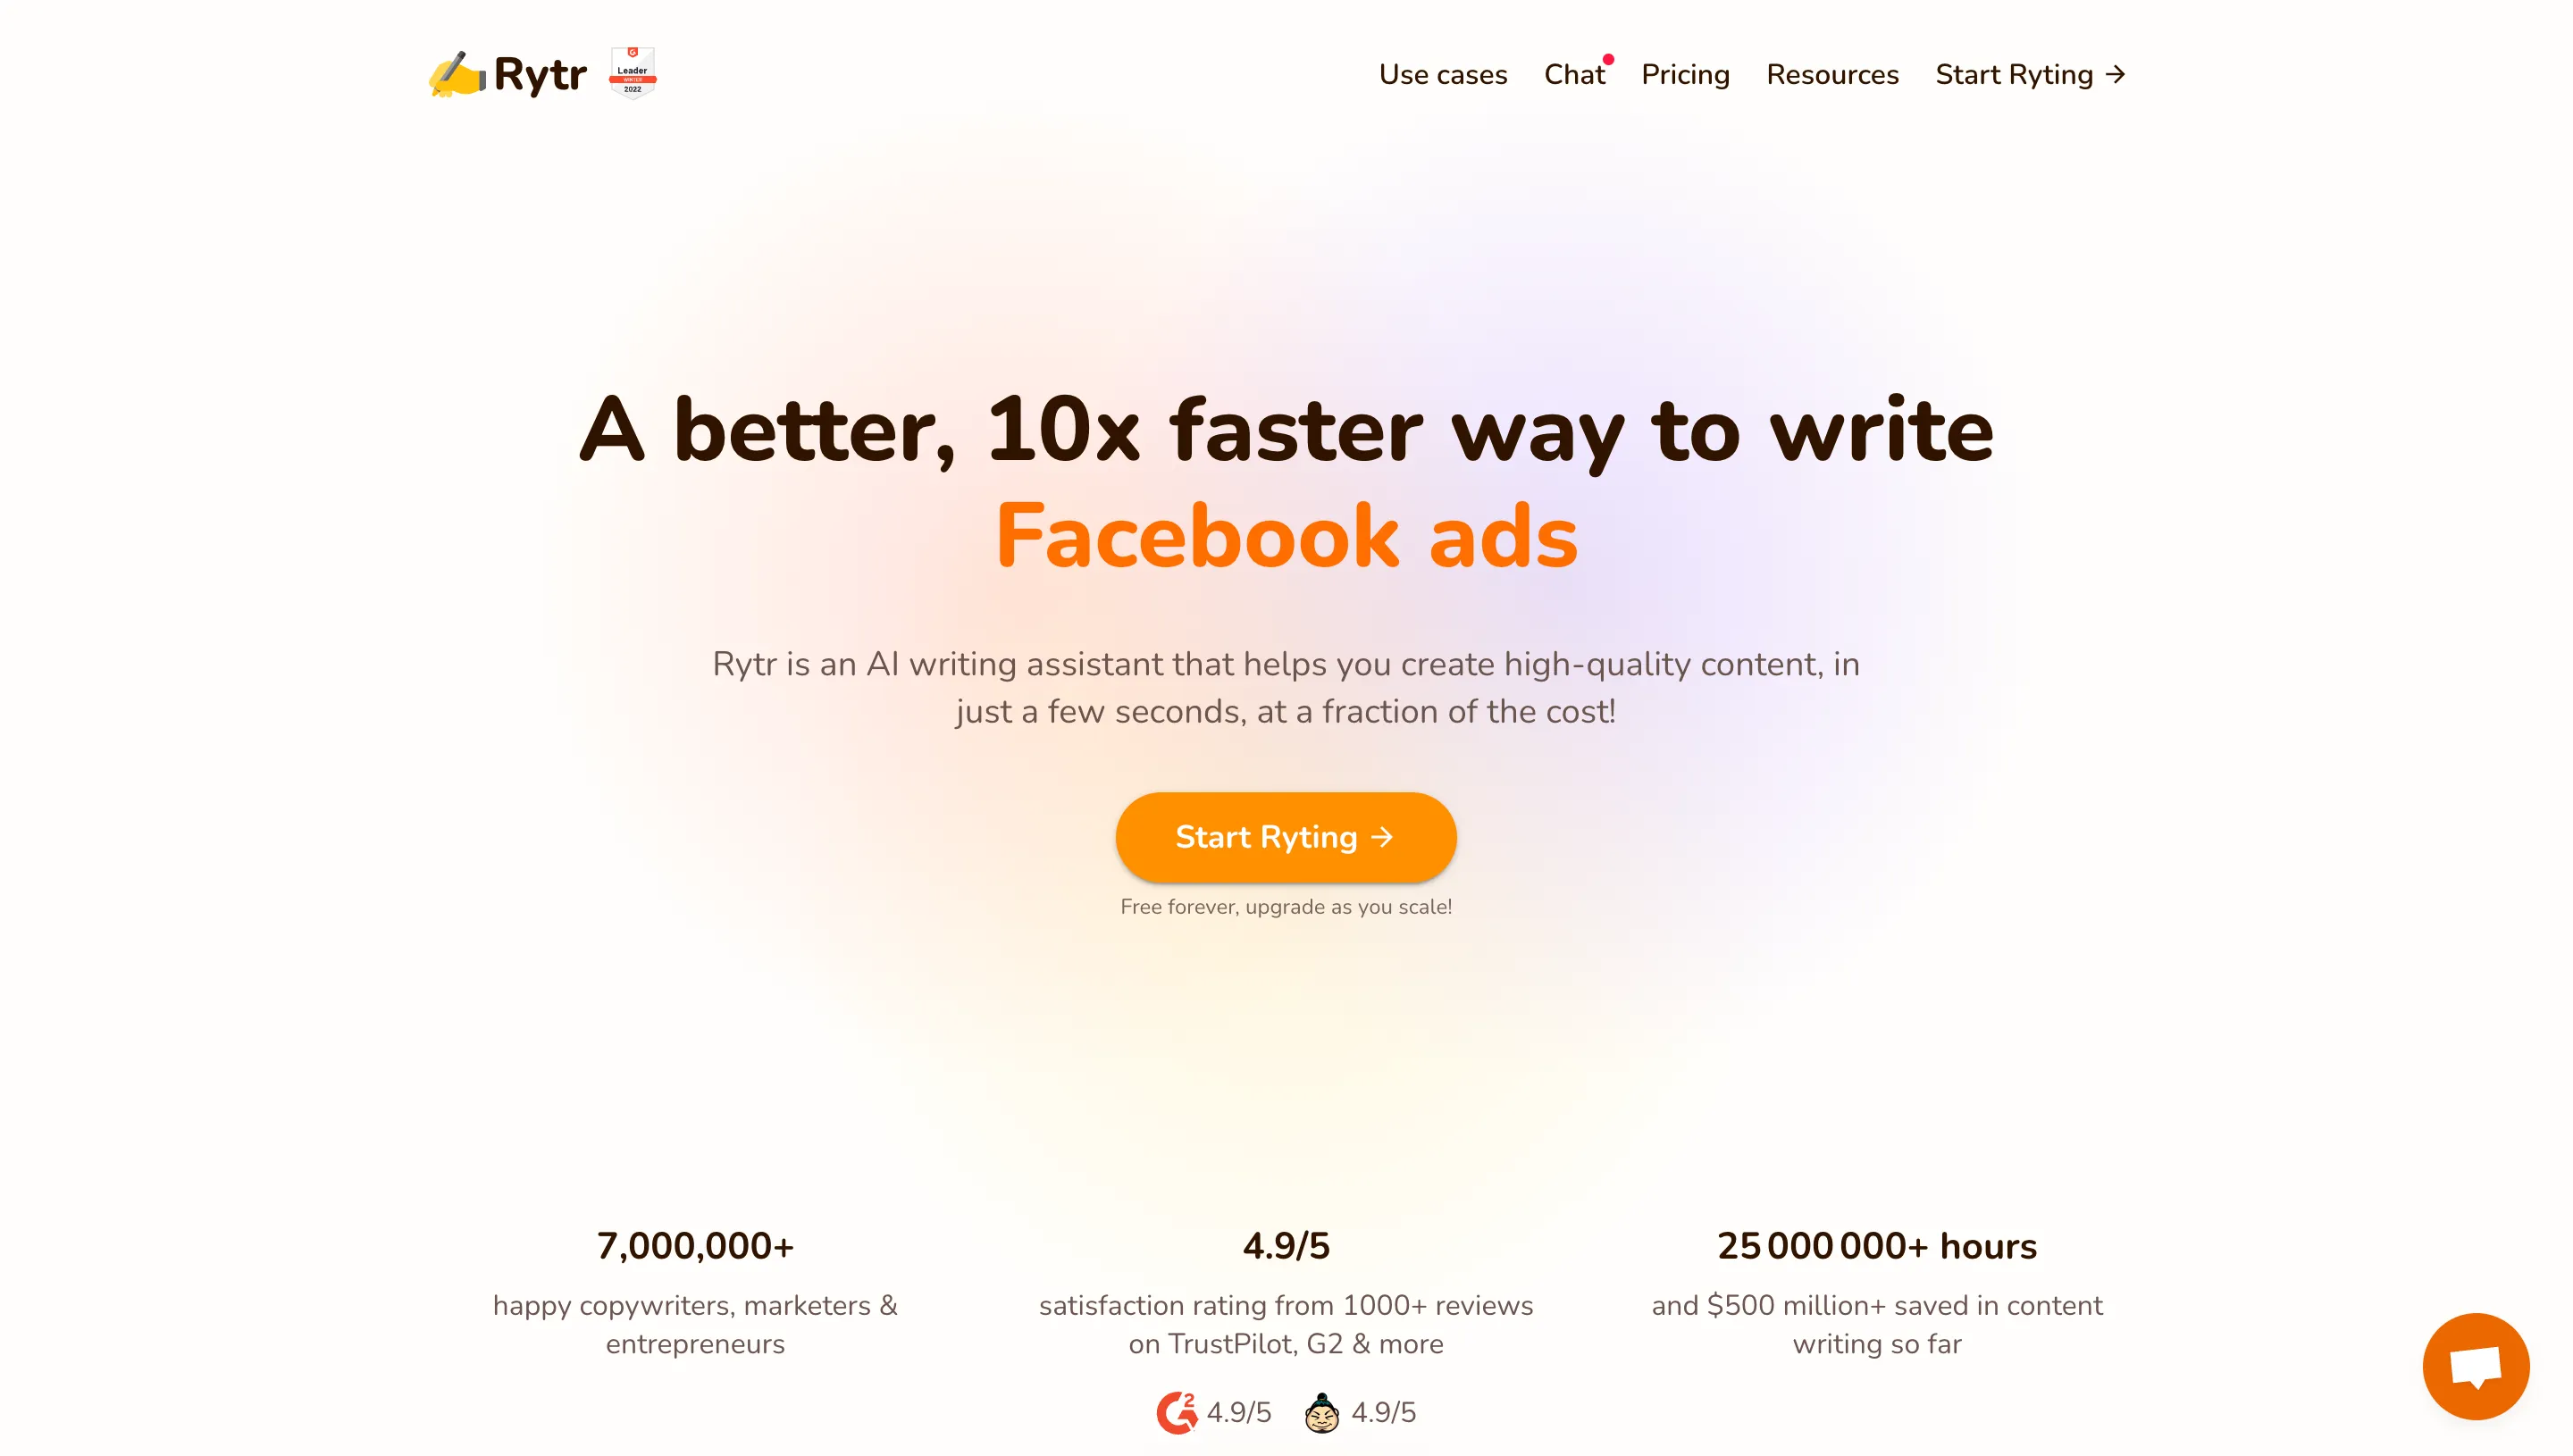 Rytr
Leader
WINTER
2022
Use cases
Chat
Pricing
Resources
Start Ryting →
A better, 10x faster way to write
Facebook ads
Rytr is an AI writing assistant that helps you create high-quality content, in
just a few seconds, at a fraction of the cost!
Start Ryting →
Free forever, upgrade as you scale!
7,000,000+
happy copywriters, marketers &
entrepreneurs
4.9/5
satisfaction rating from 1000+ reviews
on TrustPilot, G2 & more
G2 4.9/5
4.9/5
25 000 000+ hours
and $500 million+ saved in content
writing so far